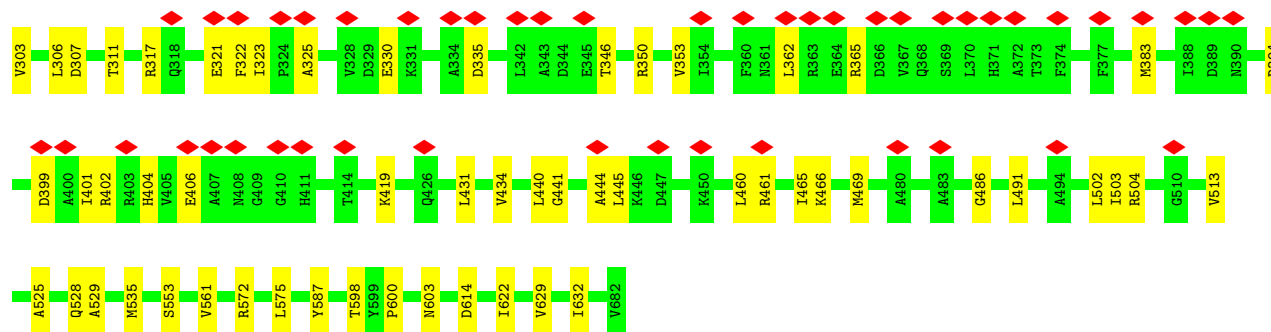 V303 L306 D307 T311 R317 Q318 E321 F322 I323 P324 A325 V328 D329 E330 K331 A334 D335 L342 A343 D344 E345 T346 R350 V353 I354 F360 N361 L362 R363 E364 R365 D366 V367 Q368 S369 L370 H371 A372 T373 F374 F377 M383 I388 D389 N390
D399 A400 I401 R402 R403 H404 V405 E406 A407 N408 G409 G410 H411 T414 K419 Q426 L431 V434 L440 G441 A444 L445 K446 D447 K450 L460 R461 I465 K466 M469 A480 A483 G486 L491 A494 L502 I503 R504 G510 V513
A525 Q528 A529 M535 S553 V561 R572 L575 Y587 T598 Y599 P600 N603 D614 I622 V629 I632 V682